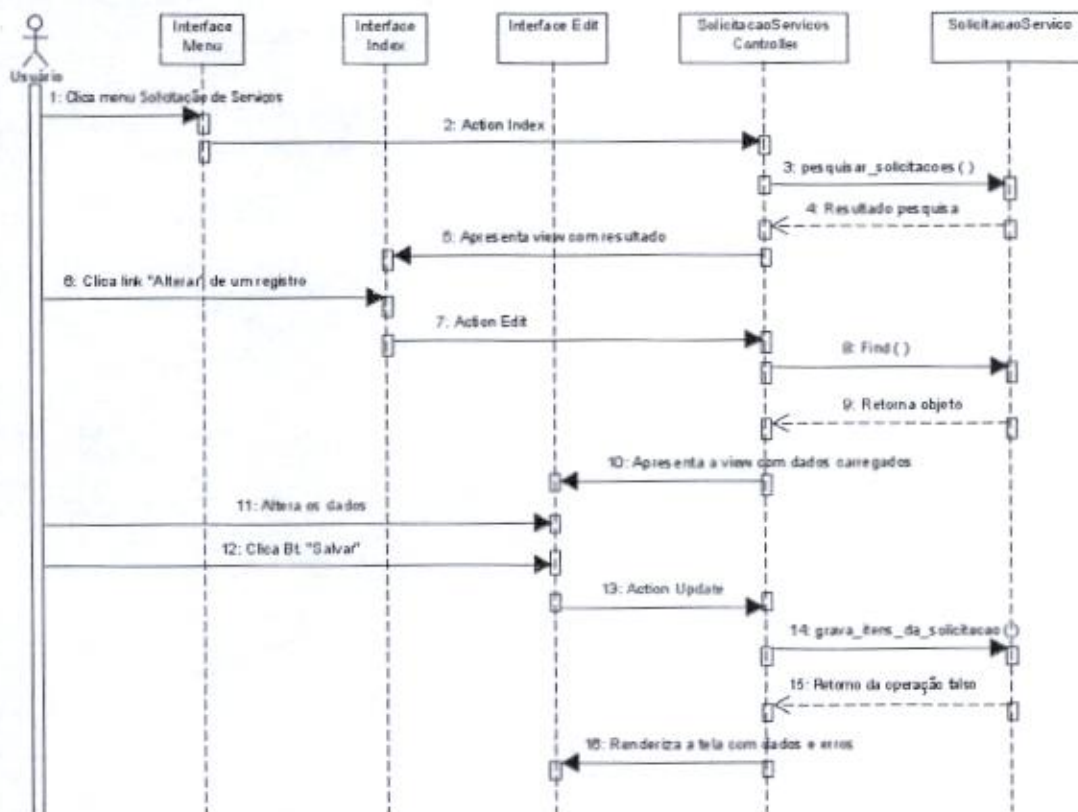 Interface
Menu
Interface
Index
Interface Edit
SolicitacaoServicos
Controller
SolicitacaoServico
Usuário
1: Clica menu Solicitação de Serviços
2: Action Index
3: pesquisar_solicitacoes ( )
4: Resultado pesquisa
5: Apresenta view com resultado
6: Clica link "Alterar" de um registro
7: Action Edit
8: Find ( )
9: Retorna objeto
10: Apresenta a view com dados carregados
11: Altera os dados
12: Clica Bt. "Salvar"
13: Action Update
14: grava_itens_da_solicitacao ()
15: Retorno da operação falso
16: Renderiza a tela com dados e erros